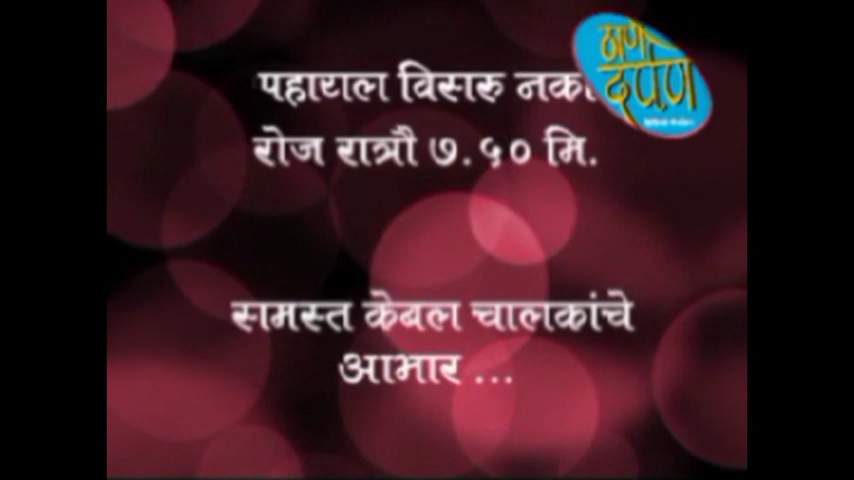 पहायल विसरु नका
रोज रात्रौ ७.५० मि.
समस्त केबल चालकांचे
आभार ...
ठाणे
दर्पण